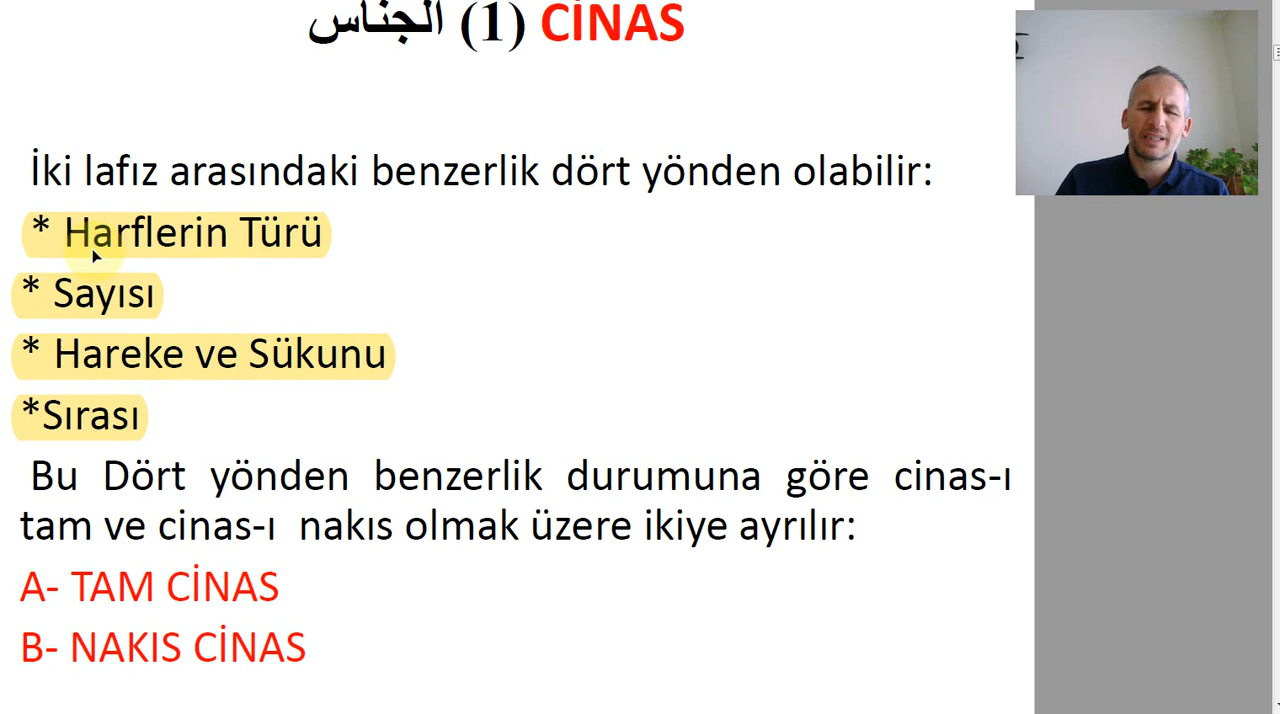 الجناس (1) CİNAS
İki lafız arasındaki benzerlik dört yönden olabilir:
* Harflerin Türü
* Sayısı
* Hareke ve Sükunu
*Sırası
Bu Dört yönden benzerlik durumuna göre cinas-ı
tam ve cinas-ı nakıs olmak üzere ikiye ayrılır:
A- TAM CİNAS
B- NAKIS CİNAS